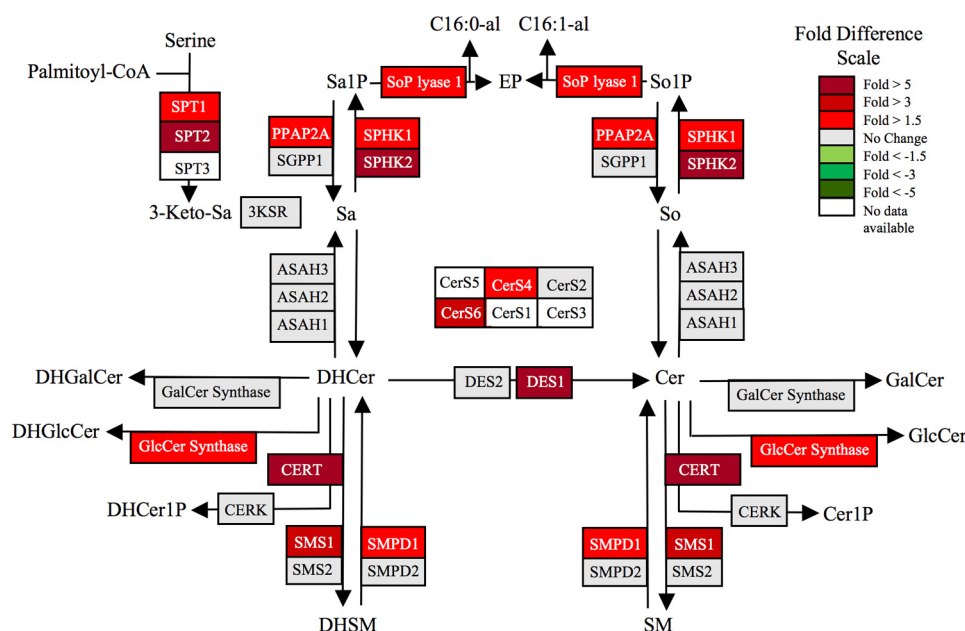 C16:0-al
C16:1-al
Fold Difference
Scale
Serine
Palmitoyl-CoA
Sa1P
SoP lyase 1
EP
SoP lyase 1
So1P
Fold > 5
Fold > 3
Fold > 1.5
No Change
Fold < -1.5
Fold < -3
Fold < -5
No data
available
SPT1
SPT2
SPT3
PPAP2A
SGPP1
SPHK1
SPHK2
PPAP2A
SGPP1
SPHK1
SPHK2
3-Keto-Sa
3KSR
Sa
So
ASAH3
ASAH2
ASAH1
CerS5
CerS4
CerS2
CerS6
CerS1
CerS3
ASAH3
ASAH2
ASAH1
DHGalCer
GalCer Synthase
DHCer
DES2
DES1
Cer
GalCer Synthase
GalCer
DHGlcCer
GlcCer Synthase
GlcCer Synthase
GlcCer
CERT
CERT
DHCer1P
CERK
CERK
Cer1P
SMS1
SMS2
SMPD1
SMPD2
SMPD1
SMPD2
SMS1
SMS2
DHSM
SM